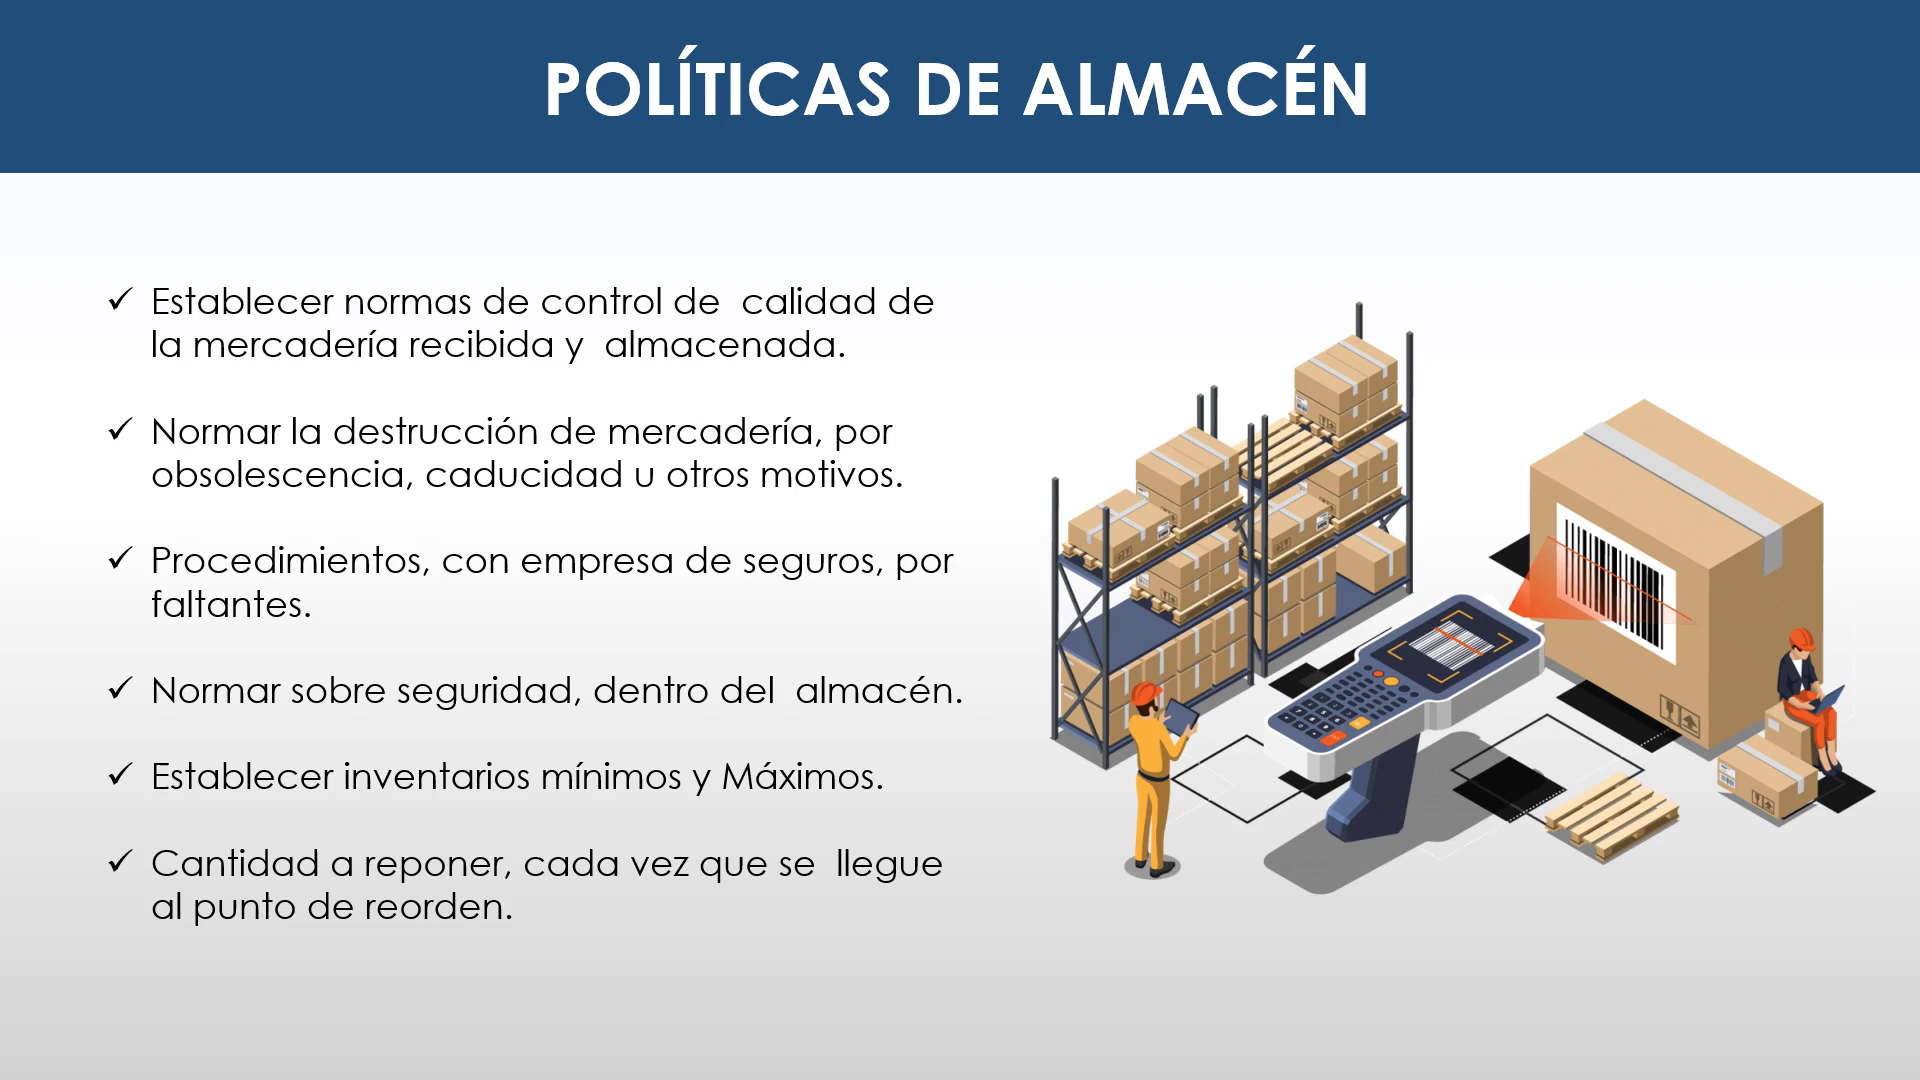 POLÍTICAS DE ALMACÉN
✓ Establecer normas de control de  calidad de
la mercadería recibida y  almacenada.
✓ Normar la destrucción de mercadería, por
obsolescencia, caducidad u otros motivos.
✓ Procedimientos, con empresa de seguros, por
faltantes.
✓ Normar sobre seguridad, dentro del  almacén.
✓ Establecer inventarios mínimos y Máximos.
✓ Cantidad a reponer, cada vez que se  llegue
al punto de reorden.